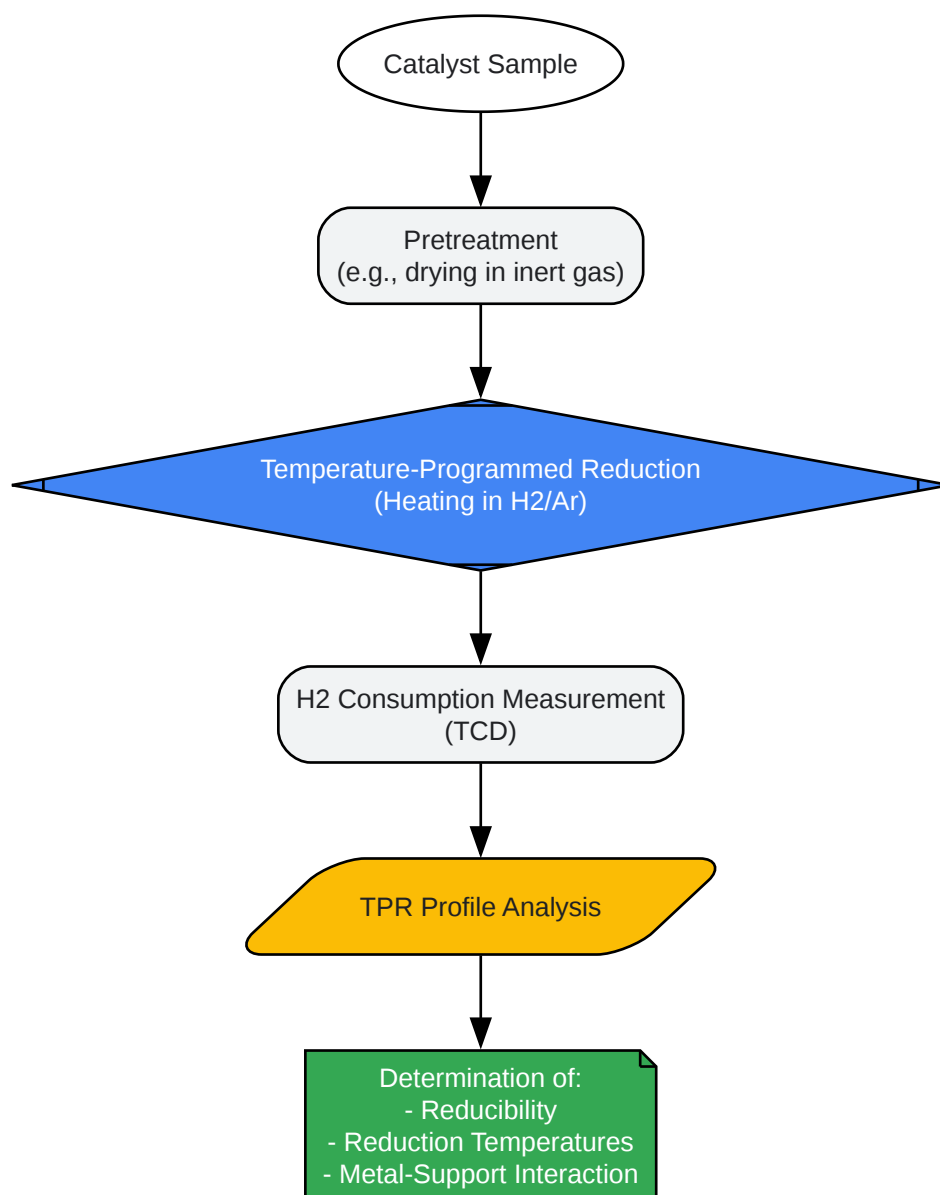 Catalyst Sample
Pretreatment
(e.g., drying in inert gas)
Temperature-Programmed Reduction
(Heating in H2/Ar)
H2 Consumption Measurement
(TCD)
TPR Profile Analysis
Determination of:
- Reducibility
- Reduction Temperatures
- Metal-Support Interaction